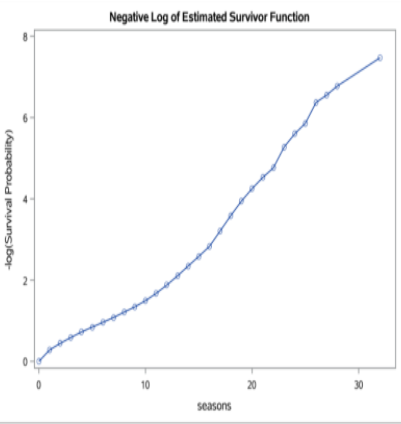 Negative Log of Estimated Survivor Function
8
6
4
2
0
-log(Survival Probability)
0 10 20 30
seasons